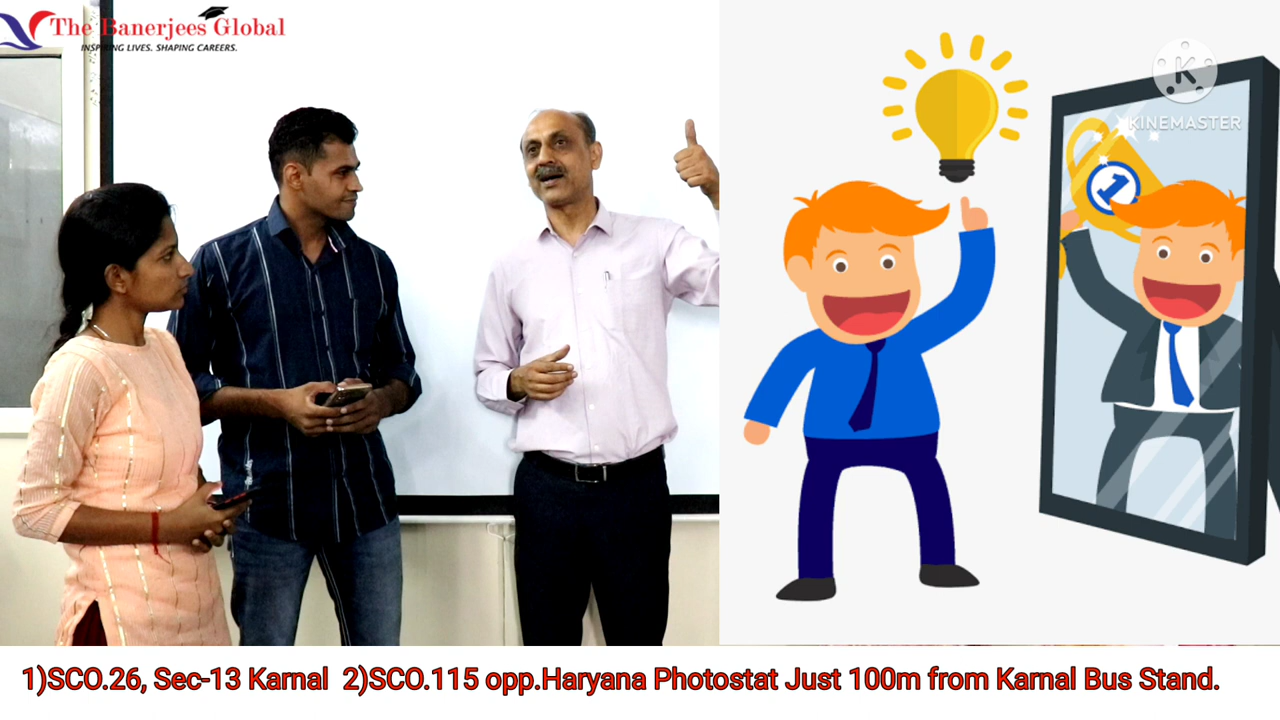 The Banerjees Global
INSPIRING LIVES. SHAPING CAREERS.
KINEMASTER
1
1)SCO.26, Sec-13 Karnal 2)SCO.115 opp.Haryana Photostat Just 100m from Karnal Bus Stand.